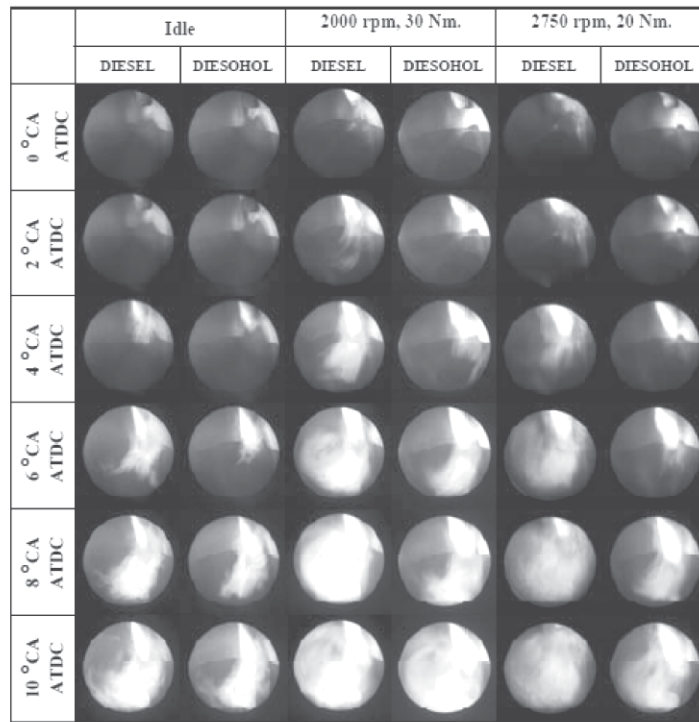 Idle
2000 rpm, 30 Nm.
2750 rpm, 20 Nm.
DIESEL
DIESOHOL
DIESEL
DIESOHOL
DIESEL
DIESOHOL
0 °CA
ATDC
2 °CA
ATDC
4 °CA
ATDC
6 °CA
ATDC
8 °CA
ATDC
10 °CA
ATDC